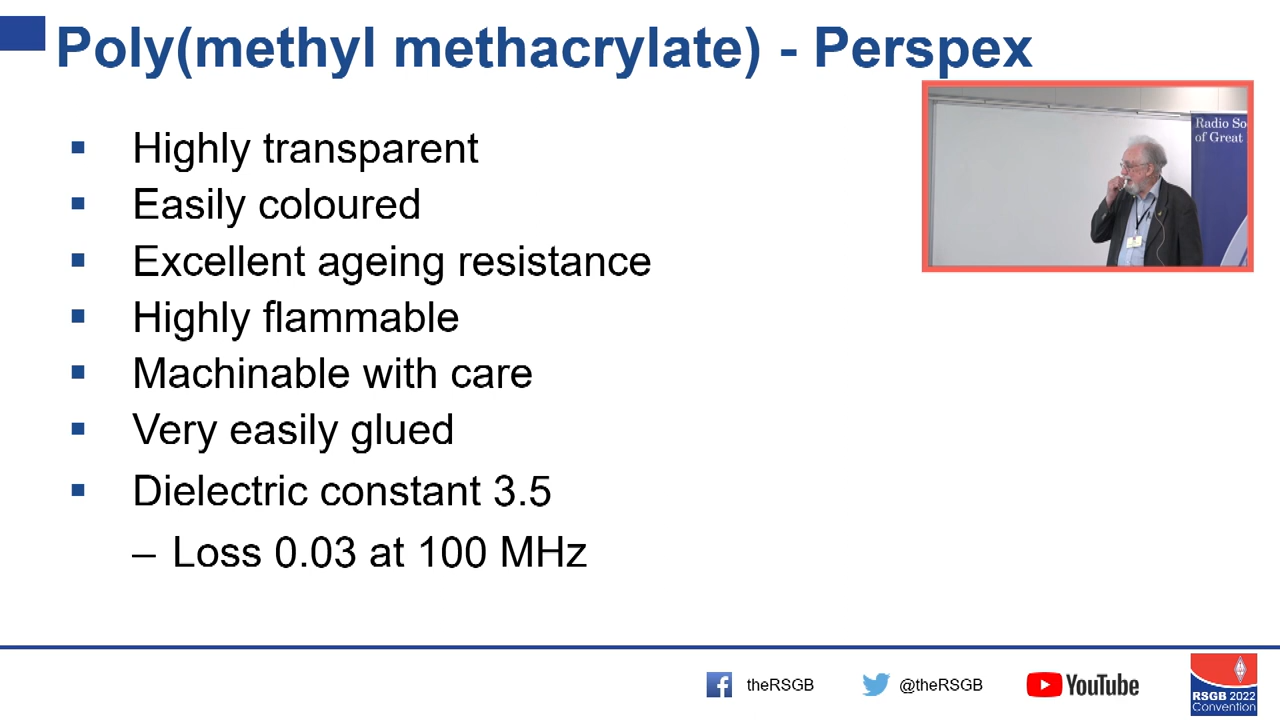 Poly(methyl methacrylate) - Perspex
Radio So
of Great
Highly transparent
Easily coloured
Excellent ageing resistance
Highly flammable
Machinable with care
Very easily glued
Dielectric constant 3.5
– Loss 0.03 at 100 MHz
theRSGB
@theRSGB
YouTube
RSGB 2022
Convention